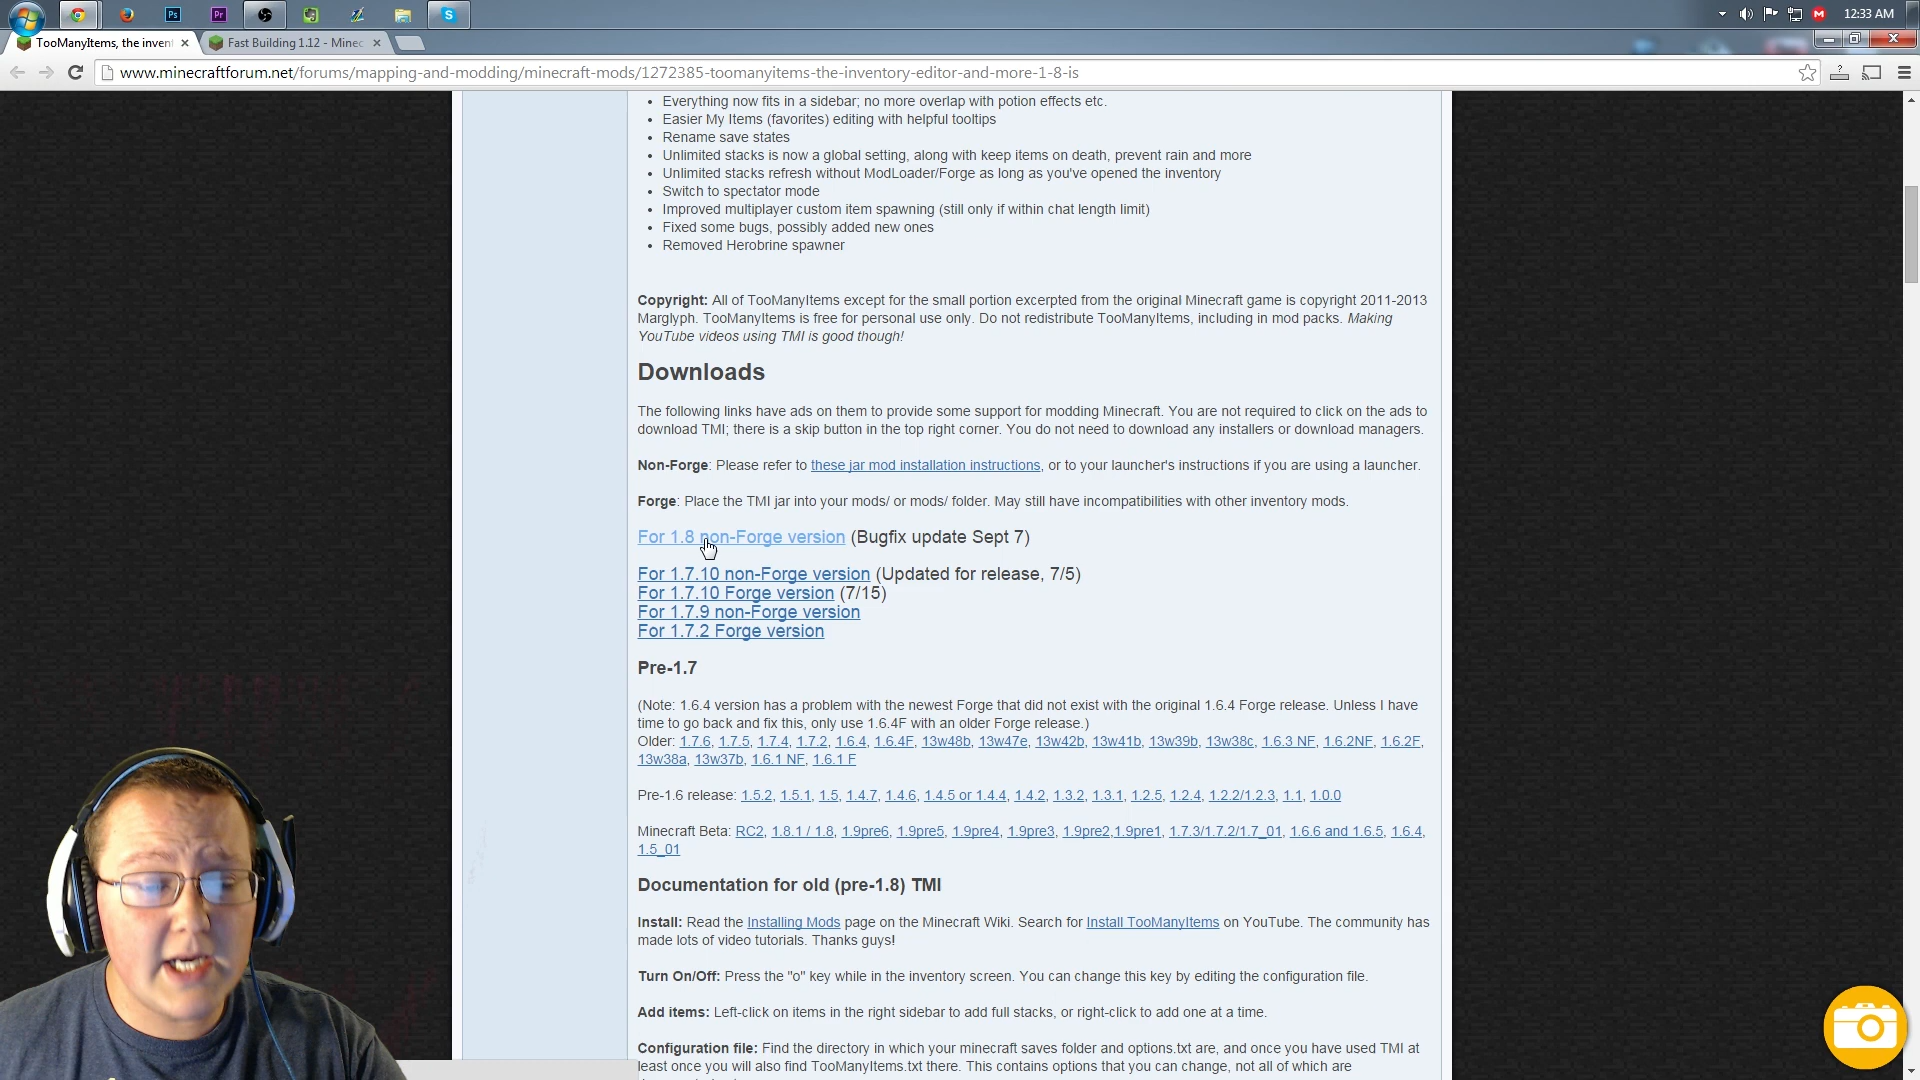 Ps
Pr
S
M
12:33 AM
TooManyItems, the inven
Fast Building 1.12 - Minec
www.minecraftforum.net/forums/mapping-and-modding/minecraft-mods/1272385-toomanyitems-the-inventory-editor-and-more-1-8-is
Everything now fits in a sidebar; no more overlap with potion effects etc.
Easier My Items (favorites) editing with helpful tooltips
Rename save states
Unlimited stacks is now a global setting, along with keep items on death, prevent rain and more
Unlimited stacks refresh without ModLoader/Forge as long as you've opened the inventory
Switch to spectator mode
Improved multiplayer custom item spawning (still only if within chat length limit)
Fixed some bugs, possibly added new ones
Removed Herobrine spawner
Copyright: All of TooManyItems except for the small portion excerpted from the original Minecraft game is copyright 2011-2013
Marglyph. TooManyItems is free for personal use only. Do not redistribute TooManyItems, including in mod packs. Making
YouTube videos using TMI is good though!
Downloads
The following links have ads on them to provide some support for modding Minecraft. You are not required to click on the ads to
download TMI; there is a skip button in the top right corner. You do not need to download any installers or download managers.
Non-Forge: Please refer to these jar mod installation instructions, or to your launcher's instructions if you are using a launcher.
Forge: Place the TMI jar into your mods/ or mods/ folder. May still have incompatibilities with other inventory mods.
For 1.8 non-Forge version (Bugfix update Sept 7)
For 1.7.10 non-Forge version (Updated for release, 7/5)
For 1.7.10 Forge version (7/15)
For 1.7.9 non-Forge version
For 1.7.2 Forge version
Pre-1.7
(Note: 1.6.4 version has a problem with the newest Forge that did not exist with the original 1.6.4 Forge release. Unless I have
time to go back and fix this, only use 1.6.4F with an older Forge release.)
Older: 1.7.6, 1.7.5, 1.7.4, 1.7.2, 1.6.4, 1.6.4F, 13w48b, 13w47e, 13w42b, 13w41b, 13w39b, 13w38c, 1.6.3 NF, 1.6.2NF, 1.6.2F,
13w38a, 13w37b, 1.6.1 NF, 1.6.1 F
Pre-1.6 release: 1.5.2, 1.5.1, 1.5, 1.4.7, 1.4.6, 1.4.5 or 1.4.4, 1.4.2, 1.3.2, 1.3.1, 1.2.5, 1.2.4, 1.2.2/1.2.3, 1.1, 1.0.0
Minecraft Beta: RC2, 1.8.1 / 1.8, 1.9pre6, 1.9pre5, 1.9pre4, 1.9pre3, 1.9pre2,1.9pre1, 1.7.3/1.7.2/1.7_01, 1.6.6 and 1.6.5, 1.6.4,
1.5_01
Documentation for old (pre-1.8) TMI
Install: Read the Installing Mods page on the Minecraft Wiki. Search for Install TooManyItems on YouTube. The community has
made lots of video tutorials. Thanks guys!
Turn On/Off: Press the "o" key while in the inventory screen. You can change this key by editing the configuration file.
Add items: Left-click on items in the right sidebar to add full stacks, or right-click to add one at a time.
Configuration file: Find the directory in which your minecraft saves folder and options.txt are, and once you have used TMI at
least once you will also find TooManyItems.txt there. This contains options that you can change, not all of which are